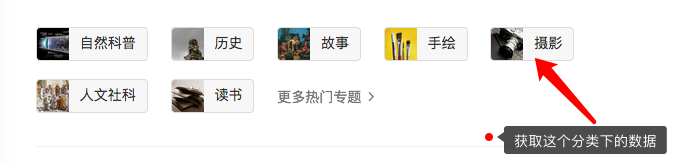 自然科普 历史 故事 手绘 摄影
人文社科 读书 更多热门专题 >
获取这个分类下的数据